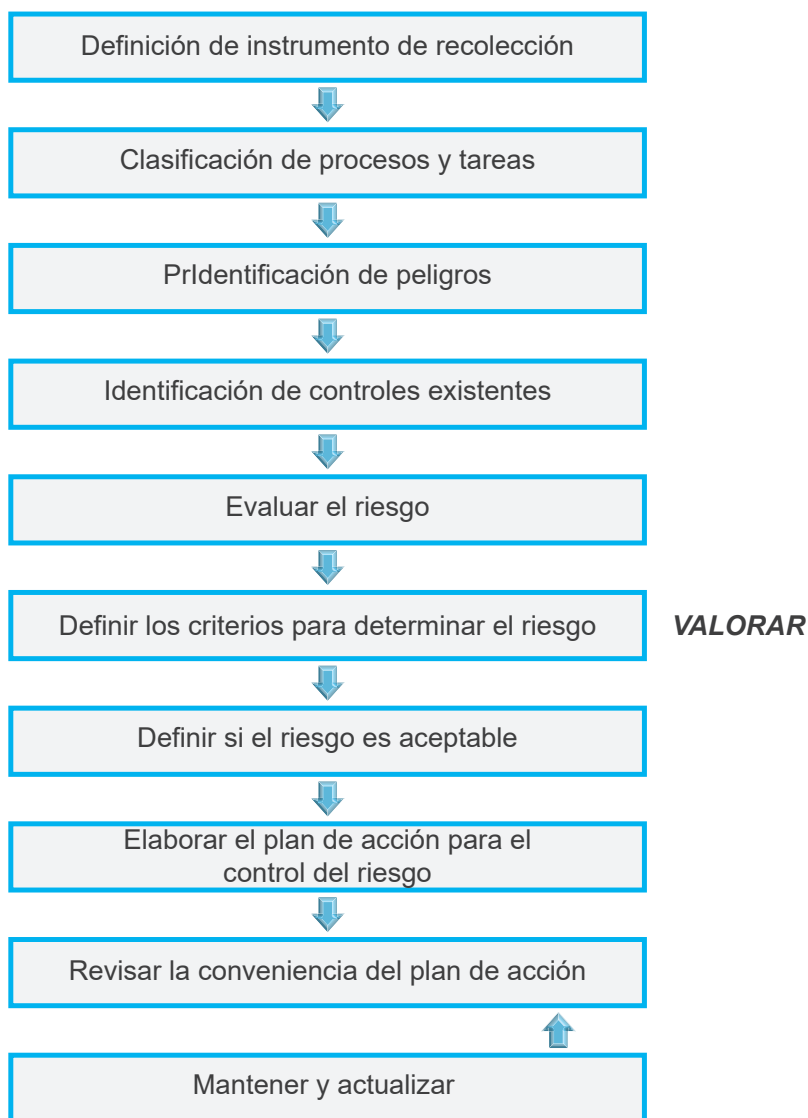 Definición de instrumento de recolección
Clasificación de procesos y tareas
PrIdentificación de peligros
Identificación de controles existentes
Evaluar el riesgo
Definir los criterios para determinar el riesgo
VALORAR
Definir si el riesgo es aceptable
Elaborar el plan de acción para el
control del riesgo
Revisar la conveniencia del plan de acción
Mantener y actualizar